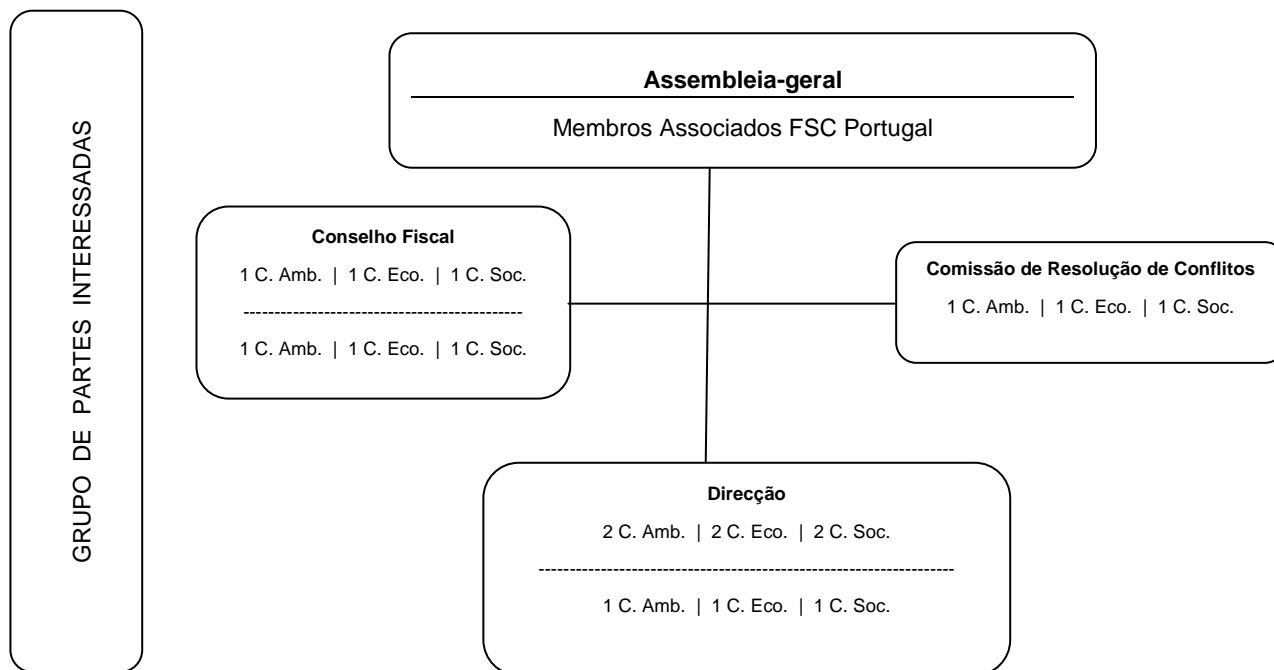 GRUPO DE PARTES INTERESSADAS
Assembleia-geral
Membros Associados FSC Portugal
Conselho Fiscal
1 C. Amb. | 1 C. Eco. | 1 C. Soc.
---------------------------------------------
1 C. Amb. | 1 C. Eco. | 1 C. Soc.
Comissão de Resolução de Conflitos
1 C. Amb. | 1 C. Eco. | 1 C. Soc.
Direcção
2 C. Amb. | 2 C. Eco. | 2 C. Soc.
-------------------------------------------------------------------
1 C. Amb. | 1 C. Eco. | 1 C. Soc.